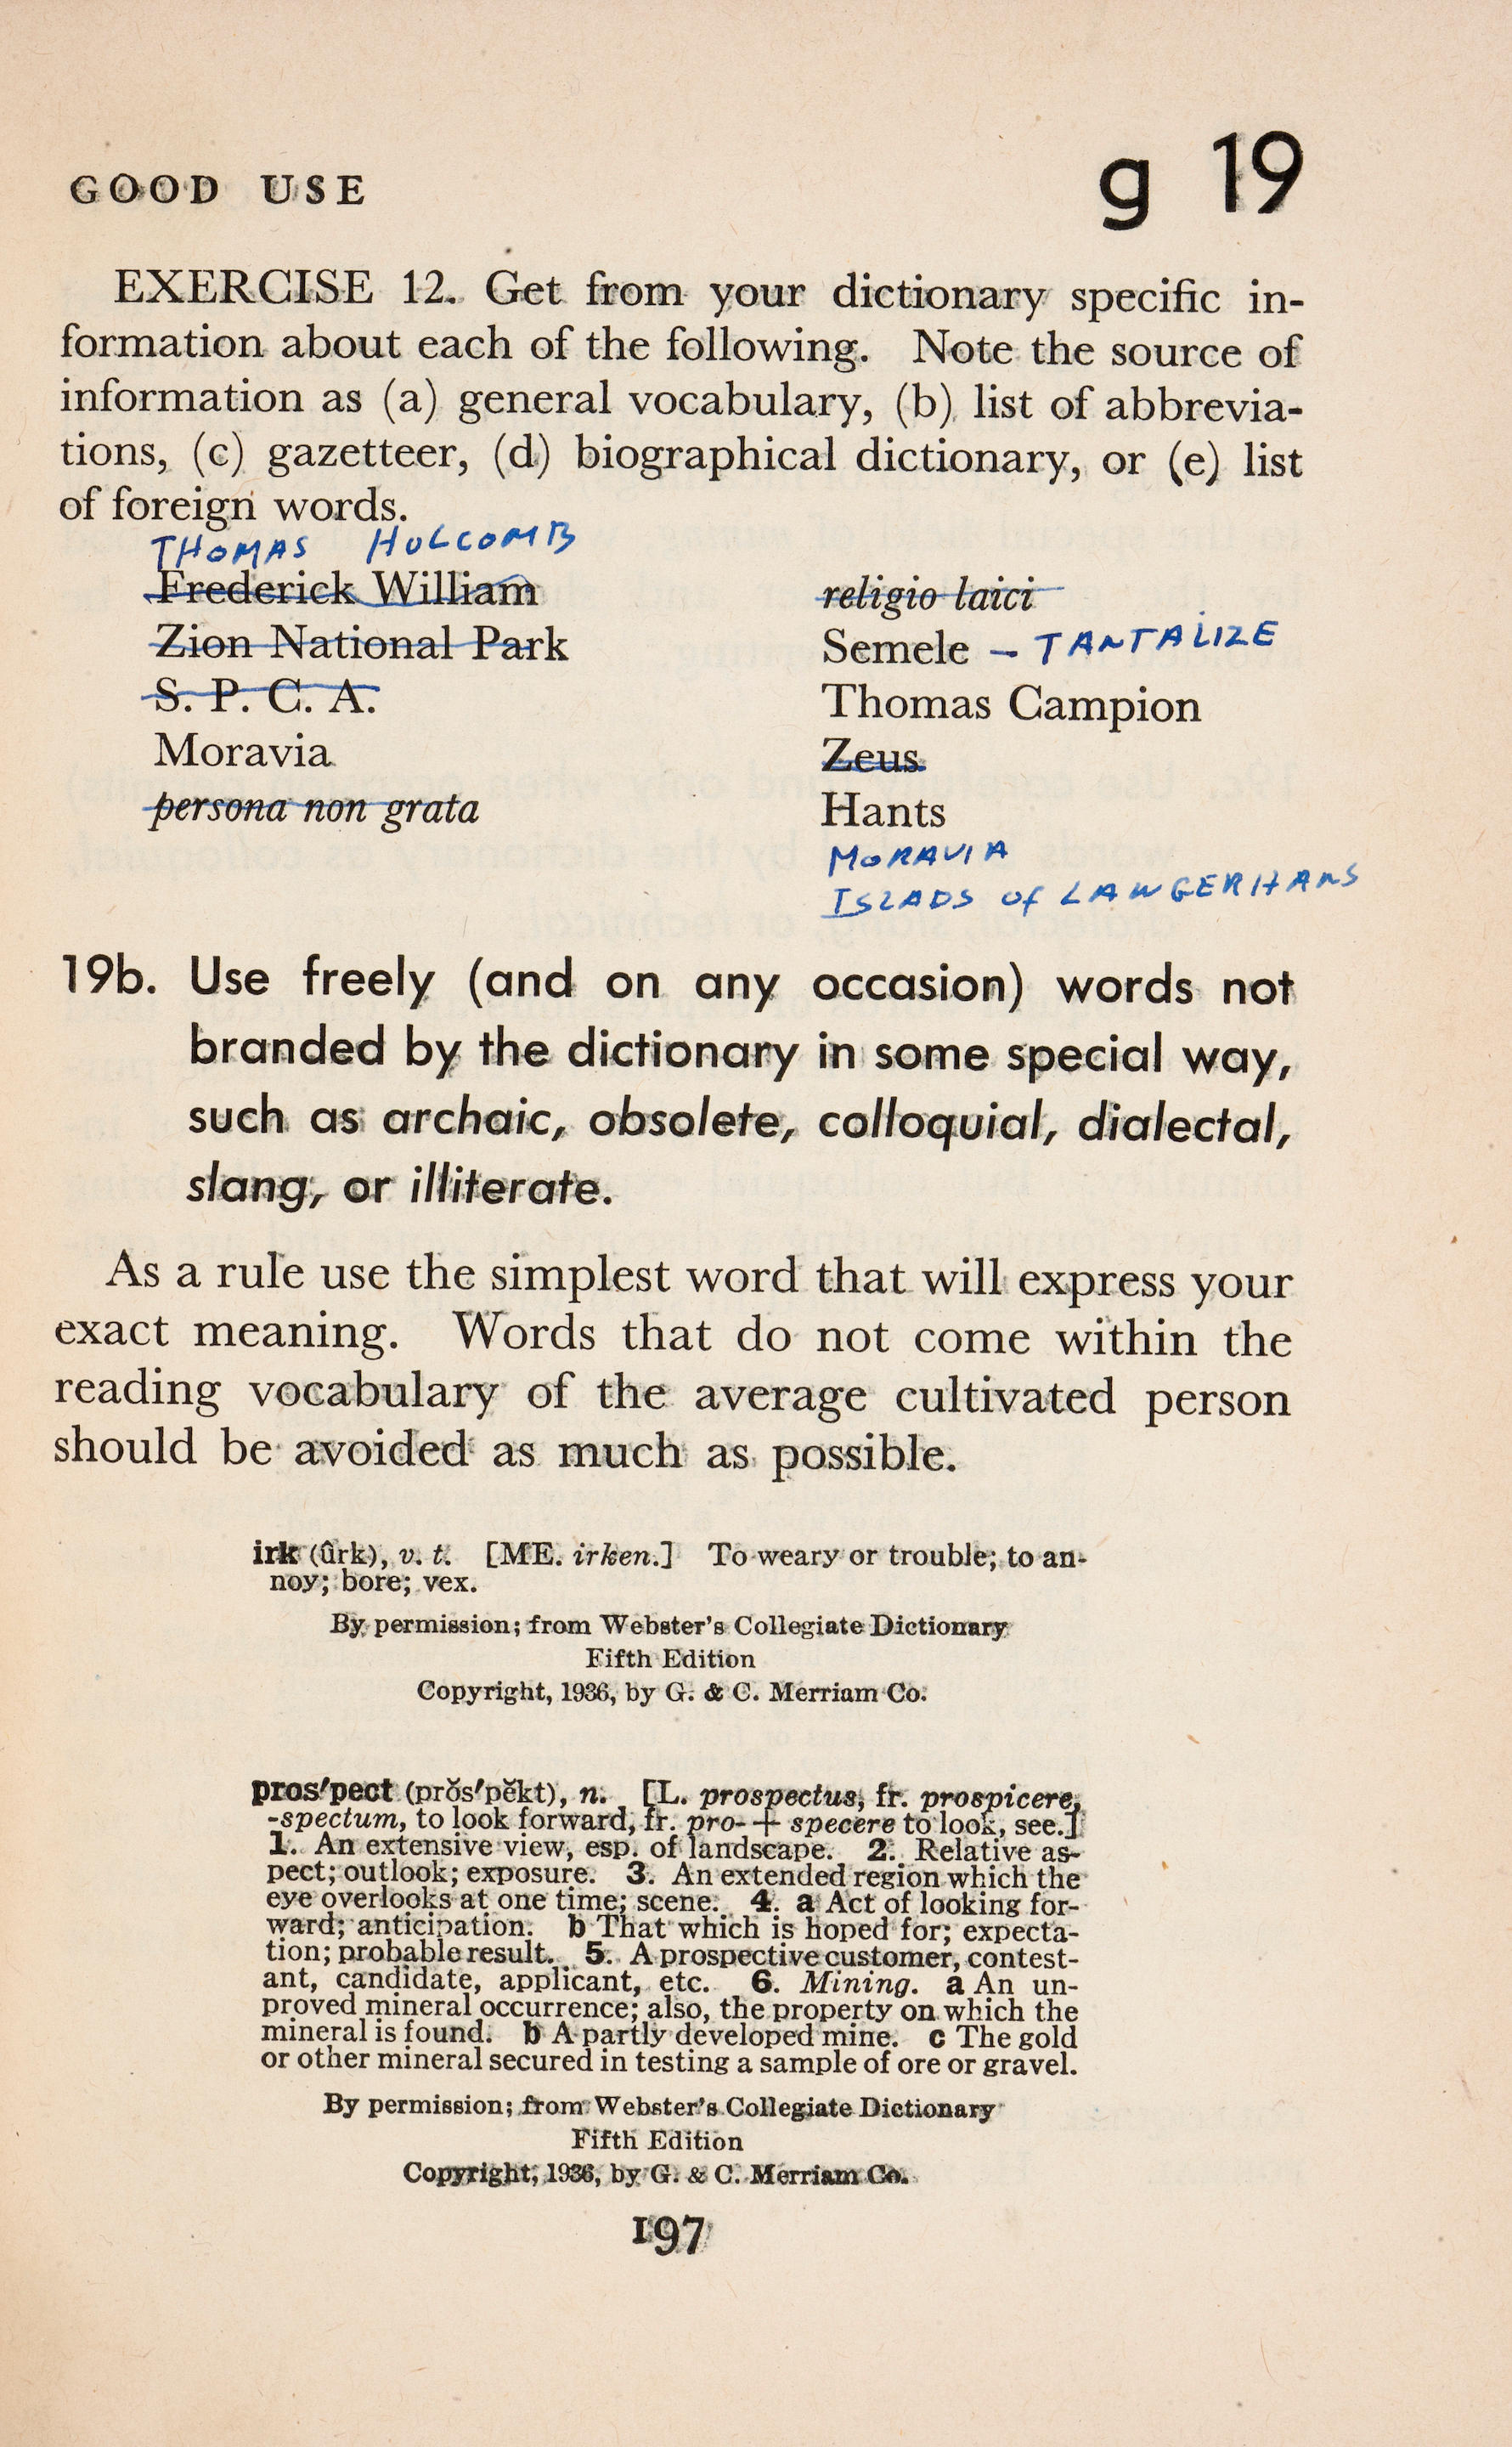 GOOD USE
g 19
EXERCISE 12. Get from your dictionary specific in-
formation about each of the following. Note the source of
information as (a) general vocabulary, (b) list of abbrevia-
tions, (c) gazetteer, (d) biographical dictionary, or (e) list
of foreign words.
THOMAS HOLCOMB
Frederick William
Zion National Park
S. P. C. A.
Moravia
persona non grata
religio laici
Semele – TANTALIZE
Thomas Campion
Zeus
Hants
MORAVIA
ISLADS of LANGERHANS
19b. Use freely (and on any occasion) words not
branded by the dictionary in some special way,
such as archaic, obsolete, colloquial, dialectal,
slang, or illiterate.
As a rule use the simplest word that will express your
exact meaning. Words that do not come within the
reading vocabulary of the average cultivated person
should be avoided as much as possible.
irk (ûrk), v. t. [ME. irken.] To weary or trouble; to an-
noy; bore; vex.
By permission; from Webster's Collegiate Dictionary
Fifth Edition
Copyright, 1936, by G. & C. Merriam Co.
pros′pect (prŏs′pĕkt), n. [L. prospectus, fr. prospicere,
-spectum, to look forward, fr. pro- + specere to look, see.]
1. An extensive view, esp. of landscape. 2. Relative as-
pect; outlook; exposure. 3. An extended region which the
eye overlooks at one time; scene. 4. a Act of looking for-
ward; anticipation. b That which is hoped for; expecta-
tion; probable result. 5. A prospective customer, contest-
ant, candidate, applicant, etc. 6. Mining. a An un-
proved mineral occurrence; also, the property on which the
mineral is found. b A partly developed mine. c The gold
or other mineral secured in testing a sample of ore or gravel.
By permission; from Webster's Collegiate Dictionary
Fifth Edition
Copyright, 1936, by G. & C. Merriam Co.
197